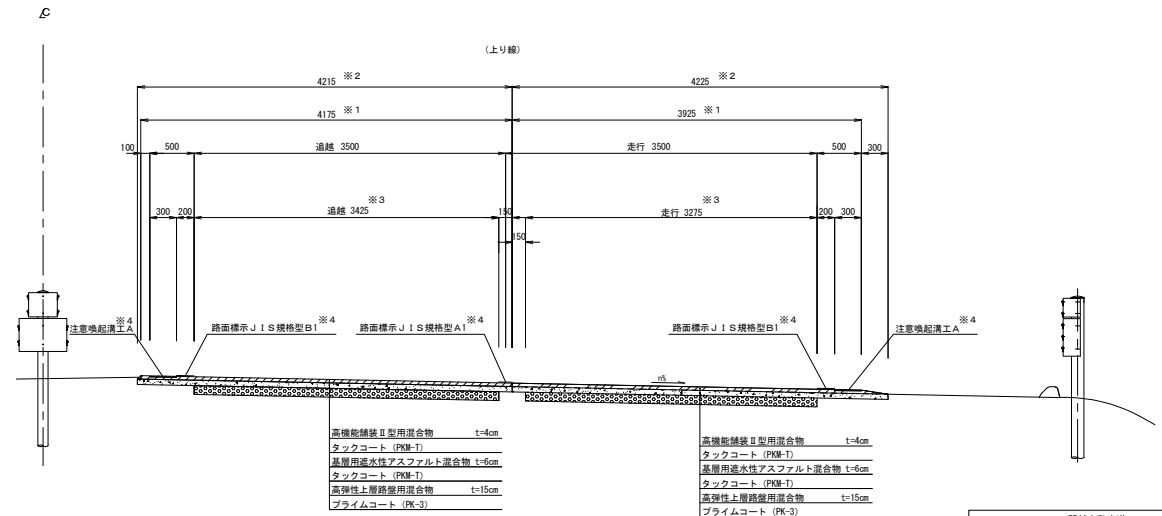 C
(上り線)
4215 ※2 4225 ※2
4175 ※1 3925 ※1
100 500 追越 3500 走行 3500 500 300
※3 ※3
300 200 追越 3425 150 走行 3275 200 300
150
※4 ※4 ※4 ※4 ※4
注意喚起溝工A 路面標示JIS規格型B1 路面標示JIS規格型A1 路面標示JIS規格型B1 注意喚起溝工A
m%
高機能舗装Ⅱ型用混合物 t=4cm
タックコート (PKM-T)
基層用遮水性アスファルト混合物 t=6cm
タックコート (PKM-T)
高弾性上層路盤用混合物 t=15cm
プライムコート (PK-3)
高機能舗装Ⅱ型用混合物 t=4cm
タックコート (PKM-T)
基層用遮水性アスファルト混合物 t=6cm
タックコート (PKM-T)
高弾性上層路盤用混合物 t=15cm
プライムコート (PK-3)